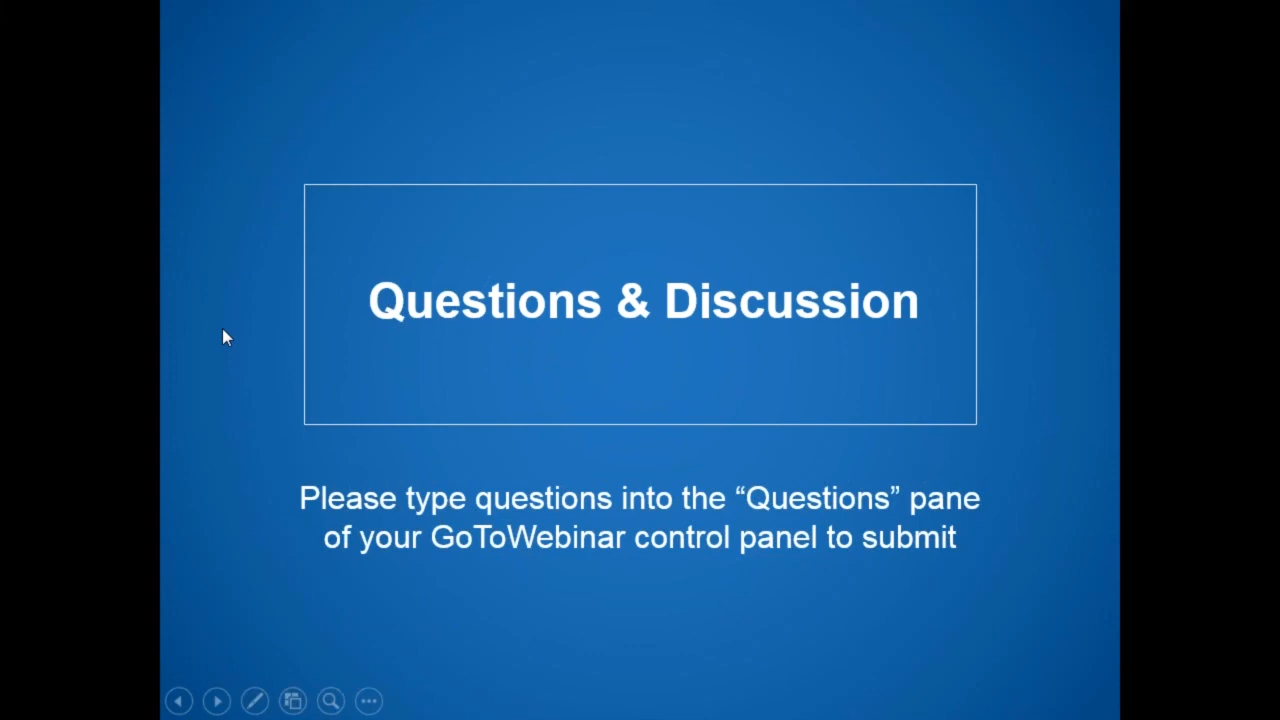 Questions & Discussion
Please type questions into the “Questions” pane
of your GoToWebinar control panel to submit